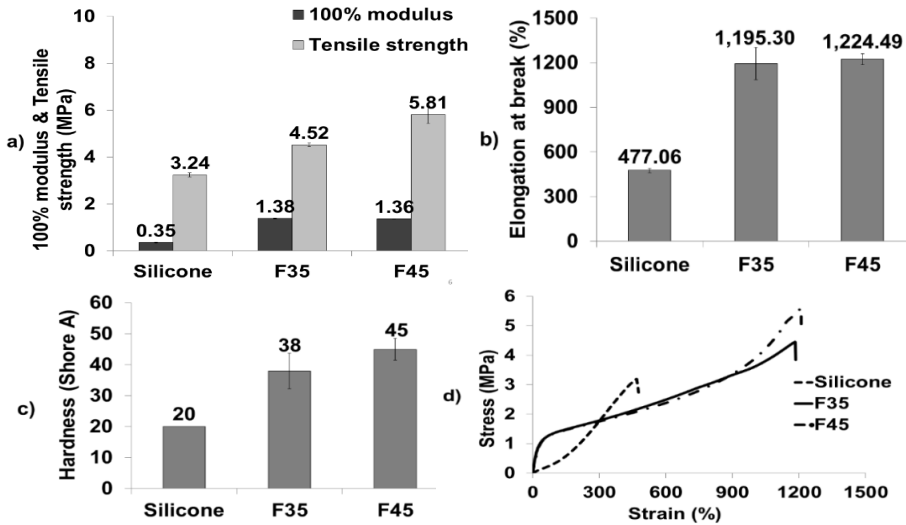 a)
100% modulus & Tensile
strength (MPa)
10
8
6
4
2
0
100% modulus
Tensile strength
0.35
3.24
1.38
4.52
1.36
5.81
Silicone
F35
F45
b)
Elongation at break (%)
1500
1200
900
600
300
0
477.06
1,195.30
1,224.49
Silicone
F35
F45
6
c)
Hardness (Shore A)
60
50
40
30
20
10
0
20
38
45
Silicone
F35
F45
d)
Stress (MPa)
6
5
4
3
2
1
0
Silicone
F35
F45
0
300
600
900
1200
1500
Strain (%)